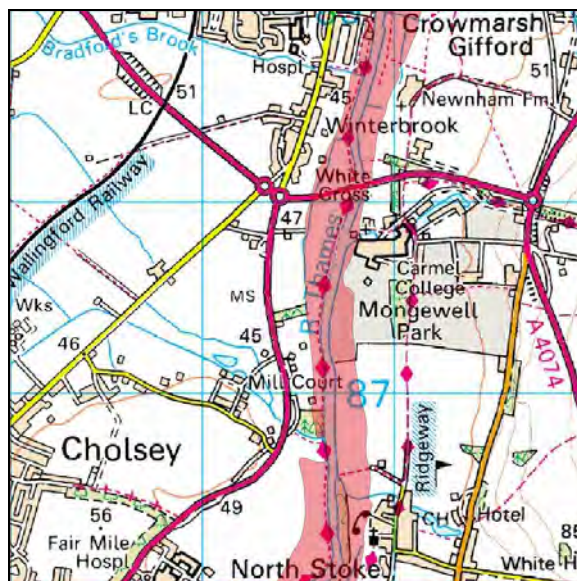 Crowmarsh
Gifford
Bradford's Brook
Hospl
51
51
LC
45
Newnham Fm
Winterbrook
White
Cross
Wallingford Railway
47
R Thames
Carmel
College
Mongewell
Park
MS
Wks
46
45
A 4074
Mill Court
87
Cholsey
Ridgeway
49
56
CH
Hotel
Fair Mile
Hospl
North Stoke
White H